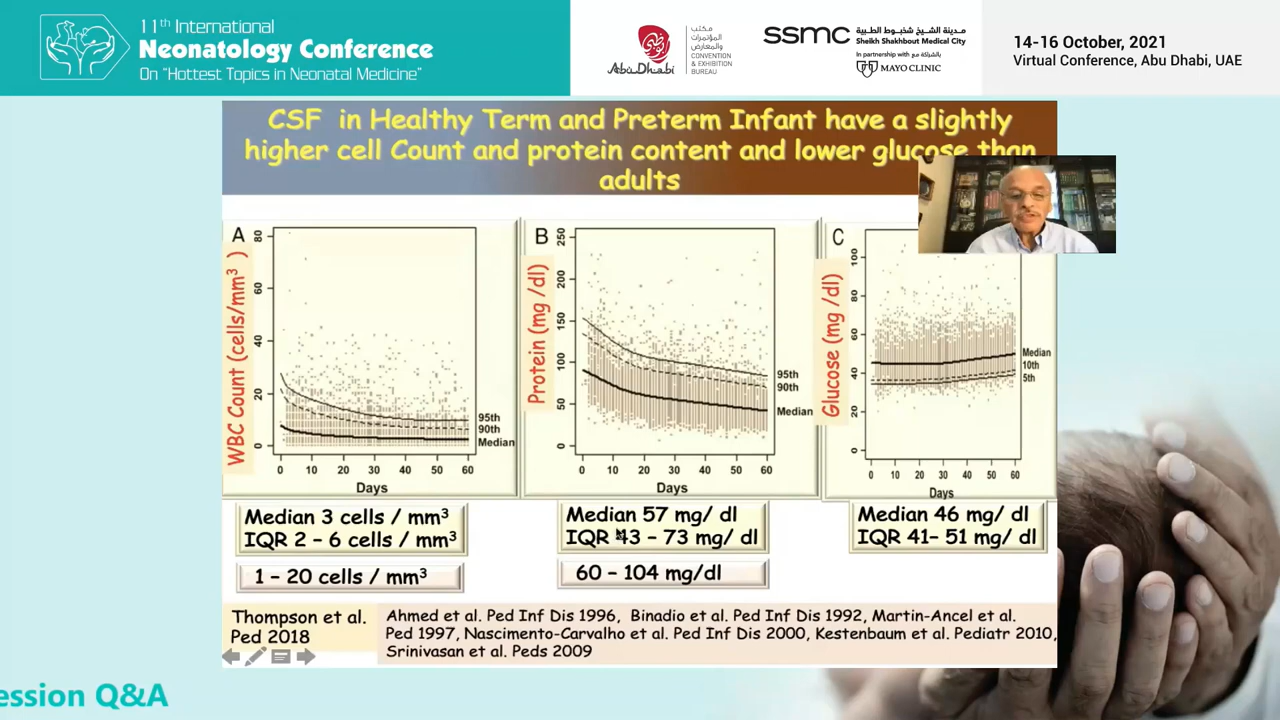 11th International
Neonatology Conference
On "Hottest Topics in Neonatal Medicine"
مكتب
المؤتمرات
والمعارض
أبوظبي
Abu Dhabi
CONVENTION
& EXHIBITION
BUREAU
ssmc
مدينة الشيخ شخبوط الطبية
Sheikh Shakhbout Medical City
In partnership with بالشراكة مع
MAYO CLINIC
14-16 October, 2021
Virtual Conference, Abu Dhabi, UAE
CSF in Healthy Term and Preterm Infant have a slightly
higher cell Count and protein content and lower glucose than
adults
A
WBC Count (cells/mm³ )
80
60
40
20
0
95th
90th
Median
0 10 20 30 40 50 60
Days
B
Protein (mg /dl)
250
200
150
100
50
0
95th
90th
Median
0 10 20 30 40 50 60
Days
C
Glucose (mg /dl)
100
80
60
40
20
0
Median
10th
5th
0 10 20 30 40 50 60
Days
Median 3 cells / mm³
IQR 2 – 6 cells / mm³
1 – 20 cells / mm³
Median 57 mg/ dl
IQR 43 – 73 mg/ dl
60 – 104 mg/dl
Median 46 mg/ dl
IQR 41– 51 mg/ dl
Thompson et al.
Ped 2018
Ahmed et al. Ped Inf Dis 1996, Binadio et al. Ped Inf Dis 1992, Martin-Ancel et al.
Ped 1997, Nascimento-Carvalho et al. Ped Inf Dis 2000, Kestenbaum et al. Pediatr 2010,
Srinivasan et al. Peds 2009
ession Q&A